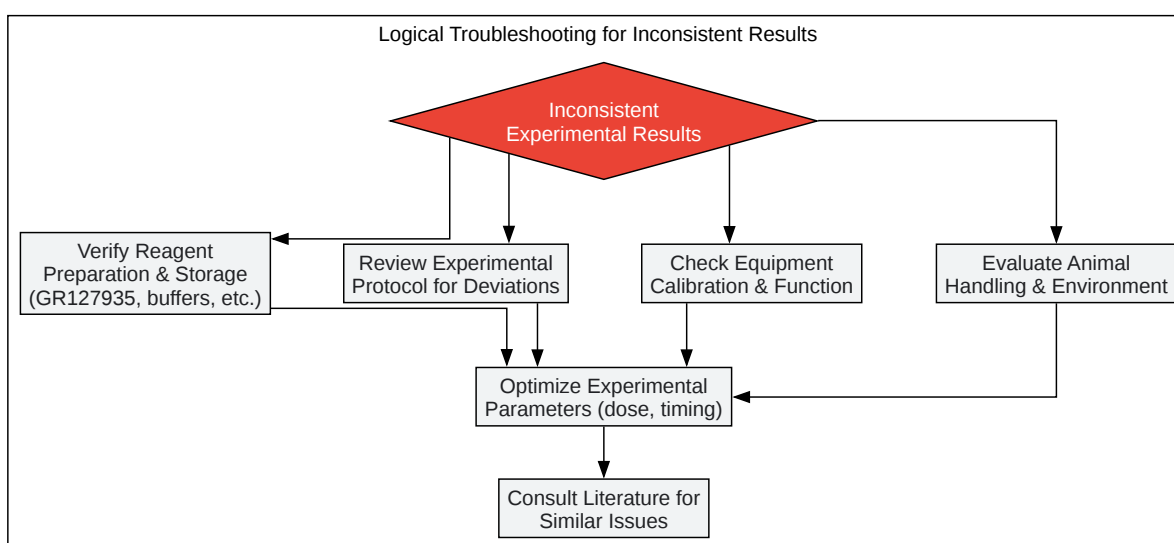 Logical Troubleshooting for Inconsistent Results
Inconsistent
Experimental Results
Verify Reagent
Preparation & Storage
(GR127935, buffers, etc.)
Review Experimental
Protocol for Deviations
Check Equipment
Calibration & Function
Evaluate Animal
Handling & Environment
Optimize Experimental
Parameters (dose, timing)
Consult Literature for
Similar Issues